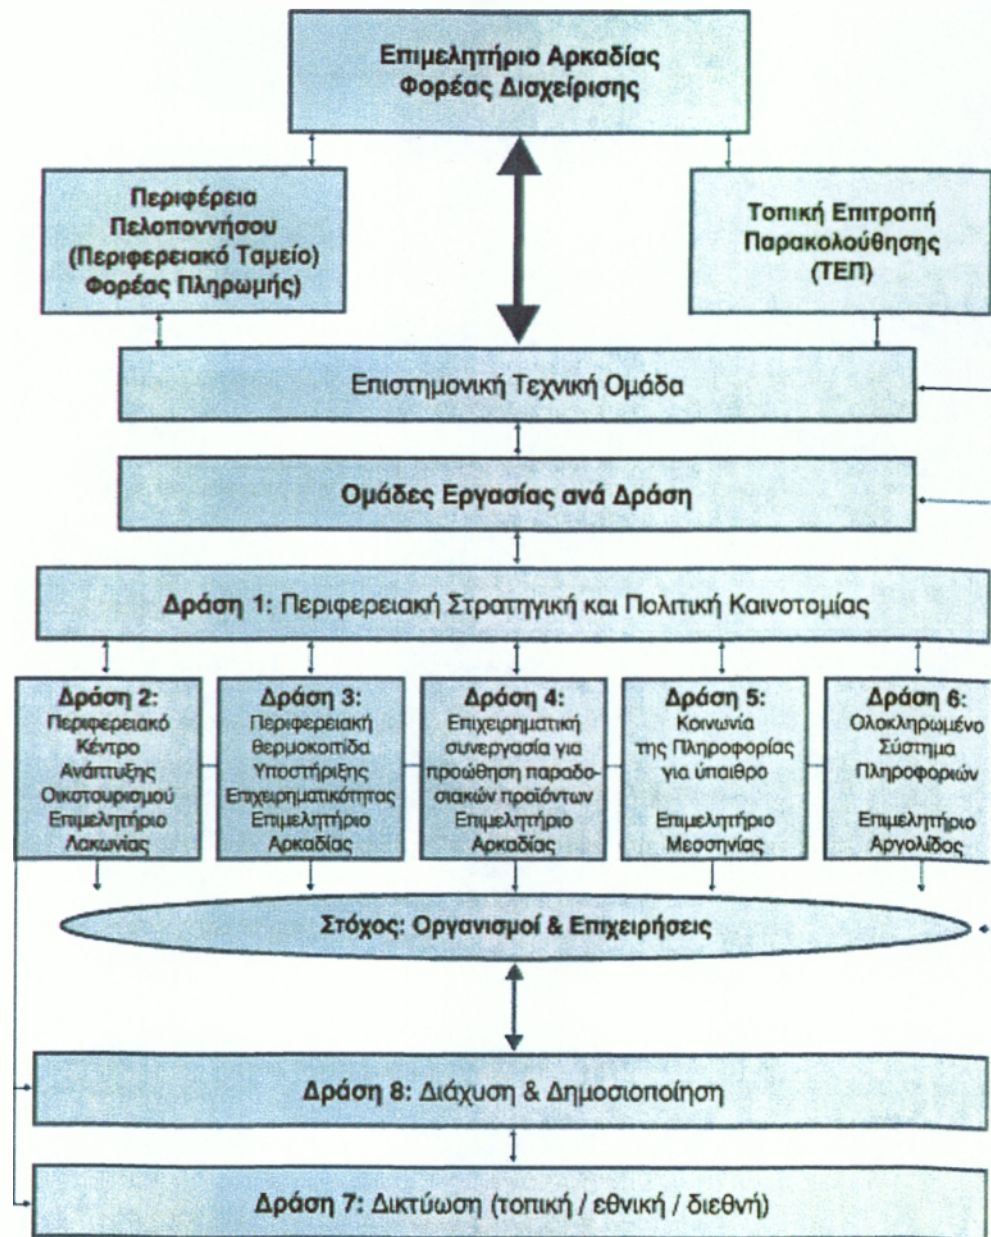 Επιμελητήριο Αρκαδίας
Φορέας Δισχείρισης
Περιφέρεια
Πελοποννήσου
(Περιφερειακό Ταμείο)
Φορέας Πληρωμής)
Τοπική Επιτροπή
Παρακολούθησης
(ΤΕΠ)
Επιστημονική Τεχνική Ομάδα
Ομάδες Εργασίας ανά Δράση
Δράση 1: Περιφερειακή Στρατηγική και Πολιτική Καινοτομίας
Δράση 2:
Περιφερειακό
Κέντρο
Ανάπτυξης
Οικοτουρισμού
Επιμελητήριο
Λακωνίας
Δράση 3:
Περιφερειακή
θερμοκοιτίδα
Υποστήριξης
Επιχειρηματικότητας
Επιμελητήριο
Αρκαδίας
Δράση 4:
Επιχειρηματική
συνεργασία για
προώθηση παραδο-
σιακών προϊόντων
Επιμελητήριο
Αρκαδίας
Δράση 5:
Κοινωνία
της Πληροφορίας
για ύπαιθρο
Επιμελητήριο
Μεσσηνίας
Δράση 6:
Ολοκληρωμένο
Σύστημα
Πληροφοριών
Επιμελητήριο
Αργολίδος
Στόχος: Οργανισμοί & Επιχειρήσεις
Δράση 8: Διάχυση & Δημοσιοποίηση
Δράση 7: Δικτύωση (τοπική / εθνική / διεθνή)